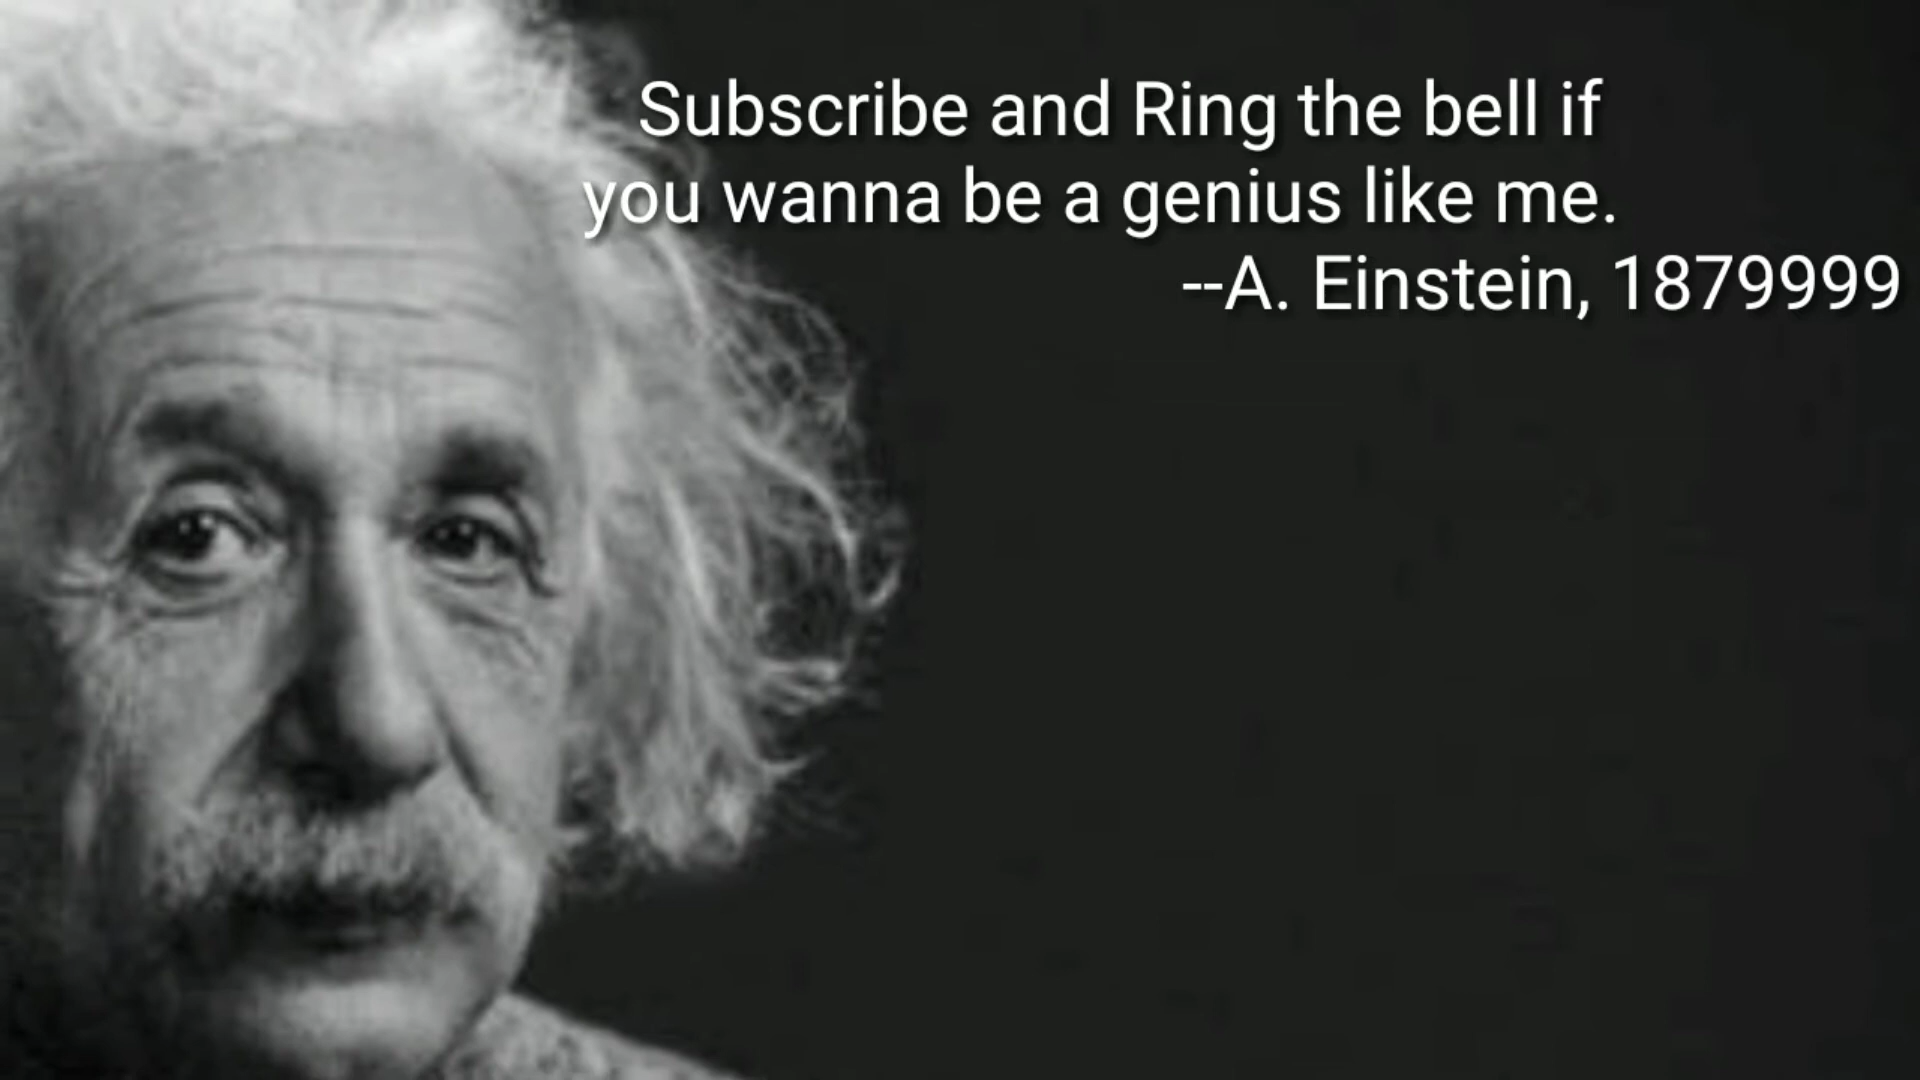 Subscribe and Ring the bell if
you wanna be a genius like me.
--A. Einstein, 1879999